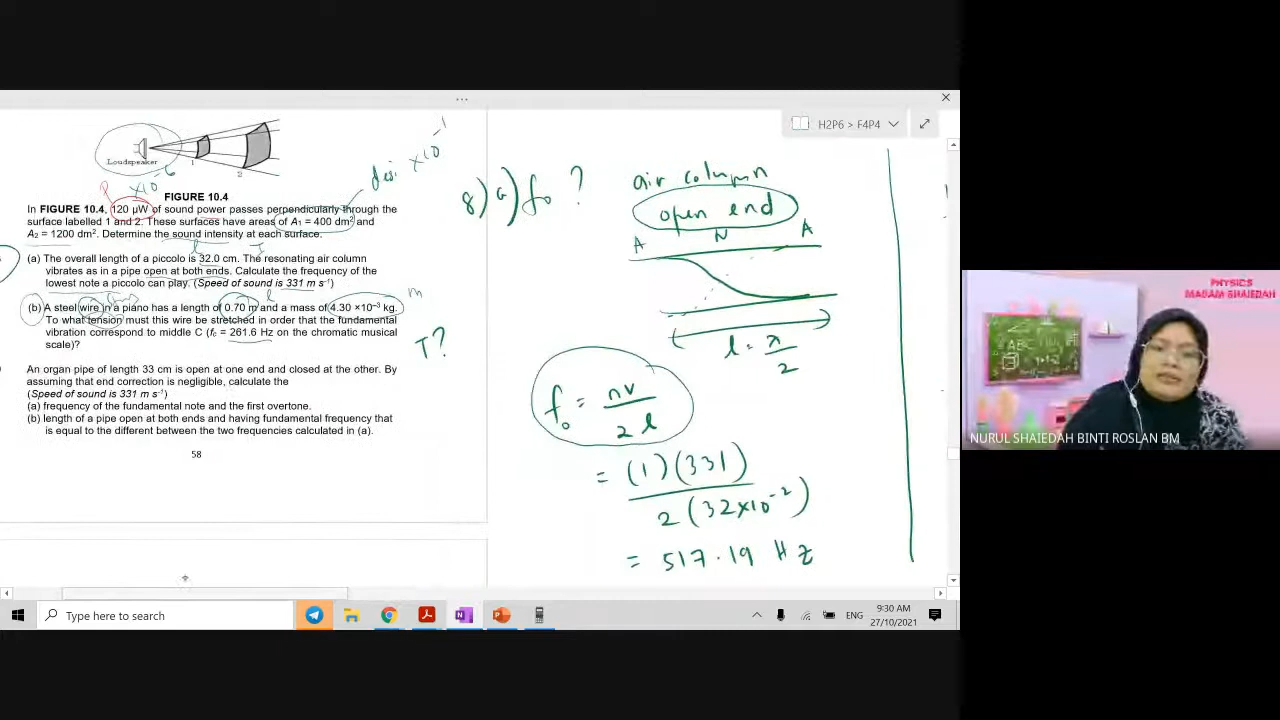 H2P6 > F4P4
Loudspeaker
1
2
×10⁻⁶
desi ×10⁻¹
P
FIGURE 10.4
In FIGURE 10.4, 120 μW of sound power passes perpendicularly through the
surface labelled 1 and 2. These surfaces have areas of A₁ = 400 dm² and
A₂ = 1200 dm². Determine the sound intensity at each surface.
l
I
(a) The overall length of a piccolo is 32.0 cm. The resonating air column
vibrates as in a pipe open at both ends. Calculate the frequency of the
lowest note a piccolo can play. (Speed of sound is 331 m s⁻¹)
l
m
(b) A steel wire in a piano has a length of 0.70 m and a mass of 4.30 ×10⁻³ kg.
To what tension must this wire be stretched in order that the fundamental
vibration correspond to middle C (f꜀ = 261.6 Hz on the chromatic musical
scale)?
T?
An organ pipe of length 33 cm is open at one end and closed at the other. By
assuming that end correction is negligible, calculate the
(Speed of sound is 331 m s⁻¹)
(a) frequency of the fundamental note and the first overtone.
(b) length of a pipe open at both ends and having fundamental frequency that
is equal to the different between the two frequencies calculated in (a).
58
8) a) f₀ ?
air column
open end
A N A
l = λ/2
f₀ = nv/2l
= (1)(331)/2(32×10⁻²)
= 517.19 Hz
PHYSICS
MADAM SHAIEDAH
ABC
NURUL SHAIEDAH BINTI ROSLAN BM
Type here to search
ENG
9:30 AM
27/10/2021